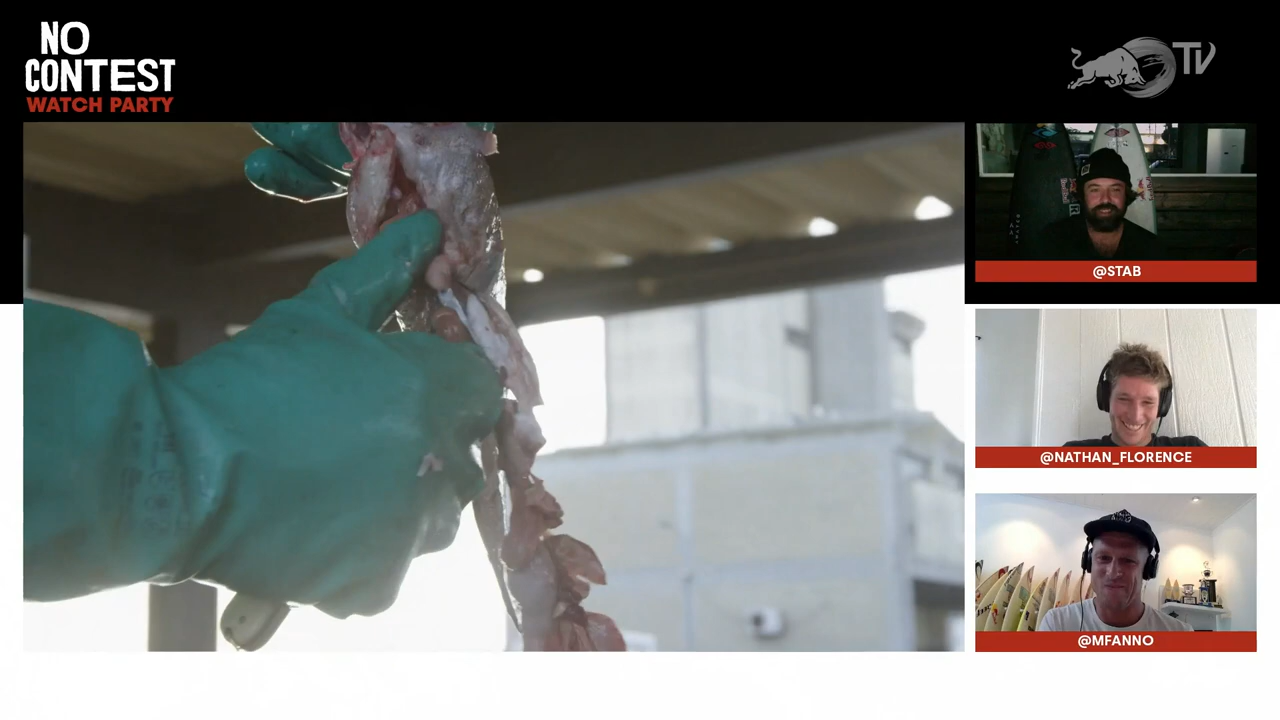 NO
CONTEST
WATCH PARTY
TV
@STAB
@NATHAN_FLORENCE
@MFANNO